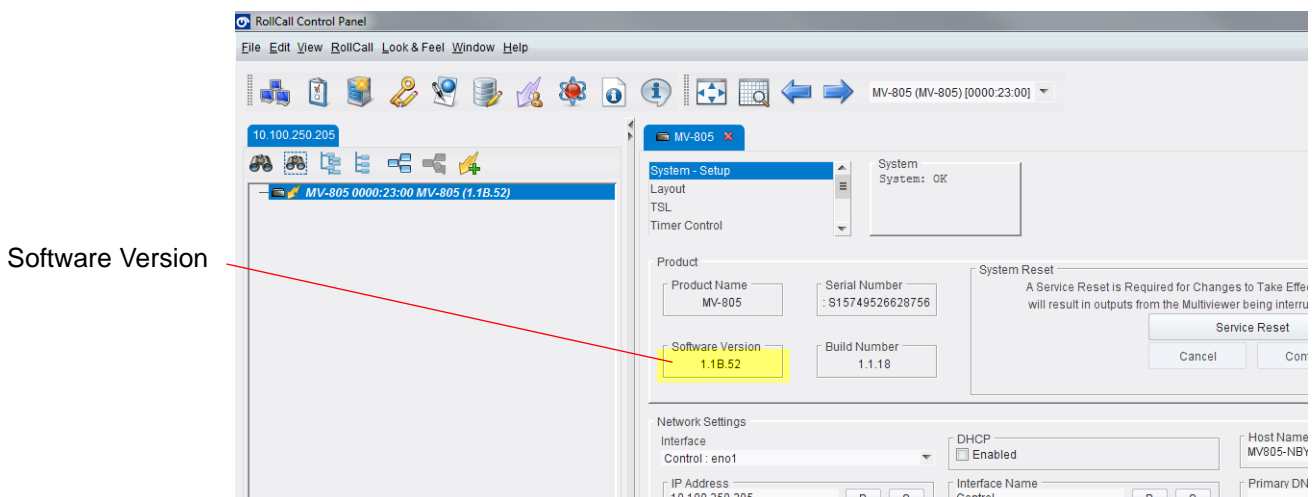 RollCall Control Panel
File Edit View RollCall Look & Feel Window Help
MV-805 (MV-805) [0000:23:00]
10.100.250.205
MV-805 0000:23:00 MV-805 (1.1B.52)
MV-805
System - Setup
Layout
TSL
Timer Control
System
System: OK
Software Version
Product
Product Name
MV-805
Serial Number
: S15749526628756
Software Version
1.1B.52
Build Number
1.1.18
System Reset
A Service Reset is Required for Changes to Take Effe
will result in outputs from the Multiviewer being interru
Service Reset
Cancel
Con
Network Settings
Interface
Control : eno1
DHCP
Enabled
Host Name
MV805-NBY
IP Address
10.100.250.205
Interface Name
Control
Primary DN